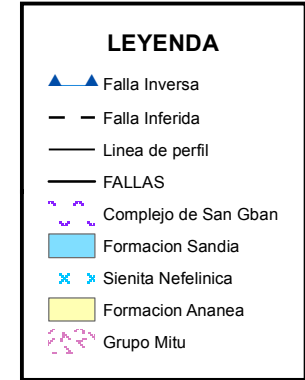 LEYENDA
Falla Inversa
Falla Inferida
Linea de perfil
FALLAS
Complejo de San Gban
Formacion Sandia
Sienita Nefelinica
Formacion Ananea
Grupo Mitu